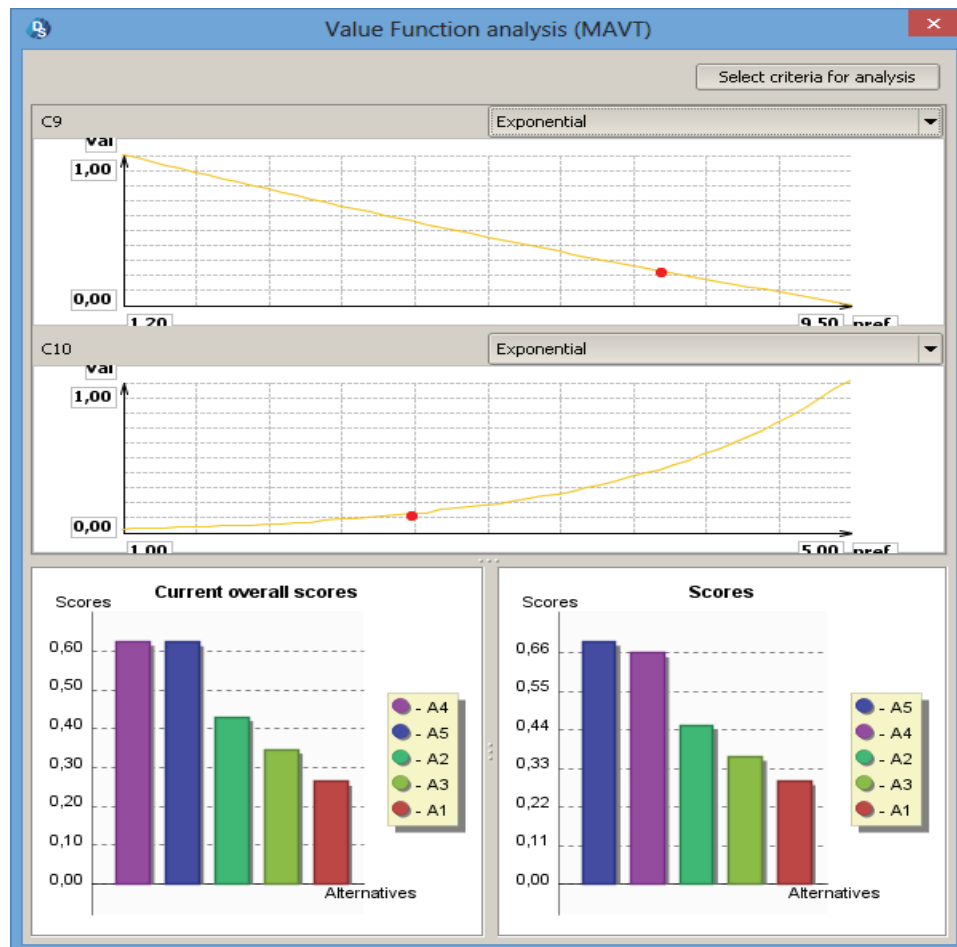 Value Function analysis (MAVT)
Select criteria for analysis
C9
Exponential
Val
1,00
0,00
1.20
9.50 pref
C10
Exponential
Val
1,00
0,00
1.00
5.00 pref
Current overall scores
Scores
0,60
0,50
0,40
0,30
0,20
0,10
0,00
Alternatives
- A4
- A5
- A2
- A3
- A1
Scores
Scores
0,66
0,55
0,44
0,33
0,22
0,11
0,00
Alternatives
- A5
- A4
- A2
- A3
- A1